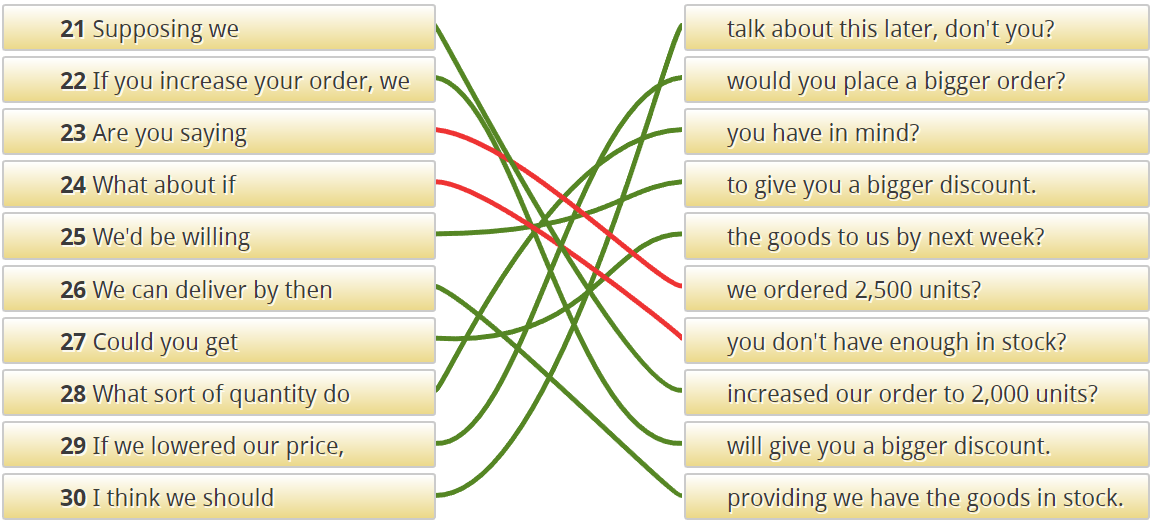 21 Supposing we
talk about this later, don't you?
22 If you increase your order, we
would you place a bigger order?
23 Are you saying
you have in mind?
24 What about if
to give you a bigger discount.
25 We'd be willing
the goods to us by next week?
26 We can deliver by then
we ordered 2,500 units?
27 Could you get
you don't have enough in stock?
28 What sort of quantity do
increased our order to 2,000 units?
29 If we lowered our price,
will give you a bigger discount.
30 I think we should
providing we have the goods in stock.